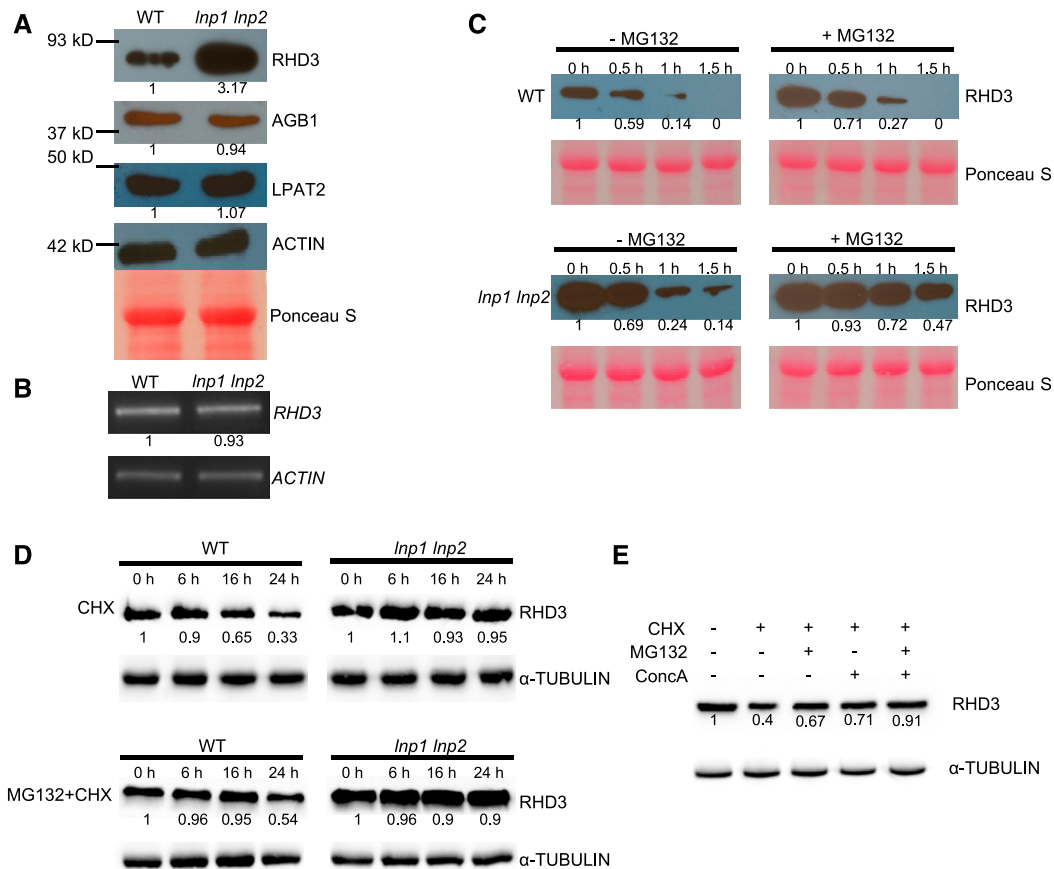 A
WT lnp1 lnp2
93 kD
RHD3
1 3.17
AGB1
37 kD
1 0.94
50 kD
LPAT2
1 1.07
42 kD
ACTIN
Ponceau S
B
WT lnp1 lnp2
RHD3
1 0.93
ACTIN
C
- MG132 + MG132
0 h 0.5 h 1 h 1.5 h 0 h 0.5 h 1 h 1.5 h
WT
RHD3
1 0.59 0.14 0 1 0.71 0.27 0
Ponceau S
- MG132 + MG132
0 h 0.5 h 1 h 1.5 h 0 h 0.5 h 1 h 1.5 h
lnp1 lnp2
RHD3
1 0.69 0.24 0.14 1 0.93 0.72 0.47
Ponceau S
D
WT lnp1 lnp2
0 h 6 h 16 h 24 h 0 h 6 h 16 h 24 h
CHX
RHD3
1 0.9 0.65 0.33 1 1.1 0.93 0.95
α-TUBULIN
WT lnp1 lnp2
0 h 6 h 16 h 24 h 0 h 6 h 16 h 24 h
MG132+CHX
RHD3
1 0.96 0.95 0.54 1 0.96 0.9 0.9
α-TUBULIN
E
CHX - + + + +
MG132 - - + - +
ConcA - - - + +
RHD3
1 0.4 0.67 0.71 0.91
α-TUBULIN